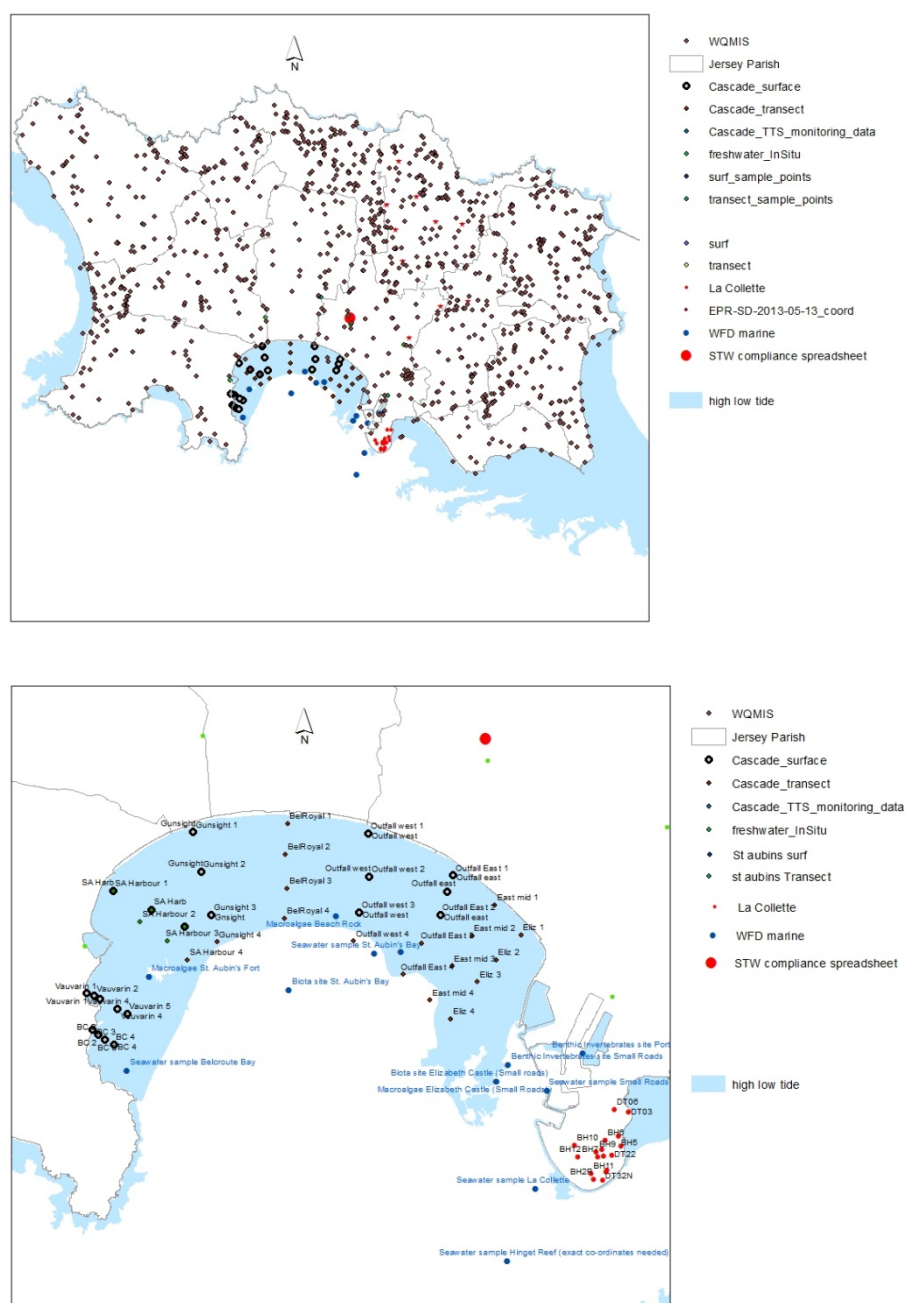 N
WQMIS
Jersey Parish
Cascade_surface
Cascade_transect
Cascade_TTS_monitoring_data
freshwater_InSitu
surf_sample_points
transect_sample_points
surf
transect
La Collette
EPR-SD-2013-05-13_coord
WFD marine
STW compliance spreadsheet
high low tide
N
WQMIS
Jersey Parish
Cascade_surface
Cascade_transect
Cascade_TTS_monitoring_data
freshwater_InSitu
St aubins surf
st aubins Transect
La Collette
WFD marine
STW compliance spreadsheet
high low tide
Gunsight Gunsight 1
BelRoyal 1
Outfall west 1
Outfall west
BelRoyal 2
Gunsight Gunsight 2
Outfall west Outfall west 2
Outfall East 1
Outfall east
SA Harb SA Harbour 1
BelRoyal 3
Outfall east
SA Harb
SA Harbour 2
Gunsight 3
Gnsight
Outfall west 3
Outfall west
Outfall East 2
Outfall east
East mid 1
BelRoyal 4
Macroalgae Beach Rock
SA Harbour 3
Gunsight 4
Outfall west 4
Outfall East
East mid 2
Eliz 1
Seawater sample St. Aubin's Bay
SA Harbour 4
East mid 3
Eliz 2
Macroalgae St. Aubin's Fort
Outfall East 4
Eliz 3
Biota site St. Aubin's Bay
Vauvarin 1
Vauvarin 2
Vauvarin 1
Vauvarin 4
East mid 4
Vauvarin 5
Vauvarin 4
Eliz 4
BC 3
BC 2
BC 4
BC 4
Benthic Invertebrates site Port
Benthic Invertebrates site Small Roads
Seawater sample Belcroute Bay
Biota site Elizabeth Castle (Small roads)
Seawater sample Small Roads
Macroalgae Elizabeth Castle (Small Roads)
DT06
DT03
BH10
BH5
BH9
DT22
BH11
DT32N
Seawater sample La Collette
Seawater sample Hinget Reef (exact co-ordinates needed)